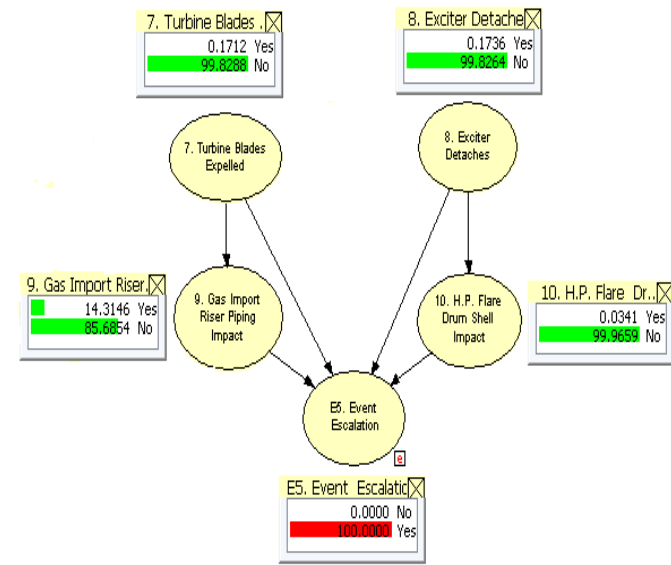 7. Turbine Blades .
0.1712 Yes
99.8288 No
8. Exciter Detache
0.1736 Yes
99.8264 No
7. Turbine Blades
Expelled
8. Exciter
Detaches
9. Gas Import Riser.
14.3146 Yes
85.6854 No
9. Gas Import
Riser Piping
Impact
10. H.P. Flare
Drum Shell
Impact
10. H.P. Flare Dr..
0.0341 Yes
99.9659 No
E5. Event
Escalation
e
E5. Event Escalatic
0.0000 No
100.0000 Yes